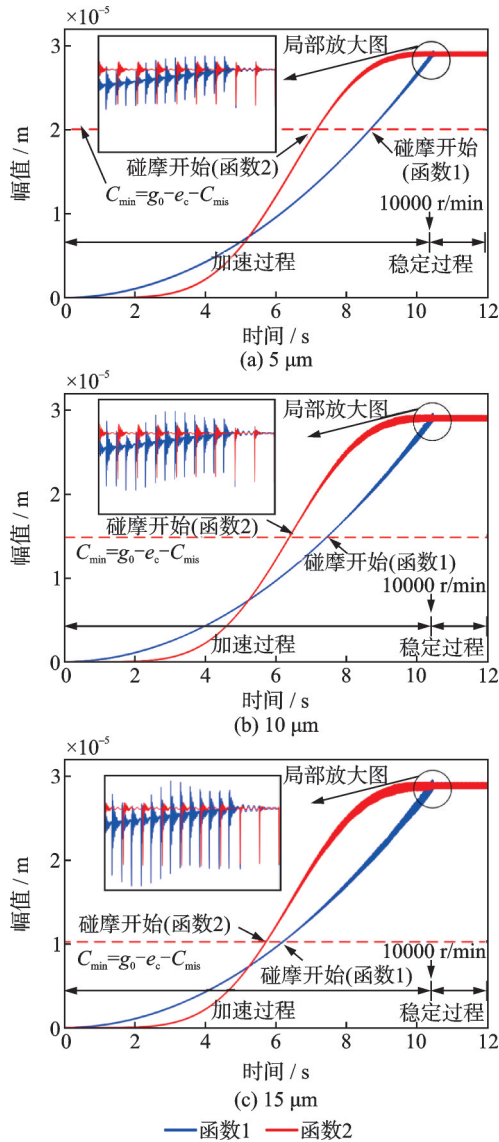 ×10⁻⁵
3
2
1
0
幅值 / m
局部放大图
碰摩开始(函数2)
碰摩开始
(函数1)
C_min=g₀−e_c−C_mis
10000 r/min
加速过程
稳定过程
0 2 4 6 8 10 12
时间 / s
(a) 5 μm
×10⁻⁵
3
2
1
0
幅值 / m
局部放大图
碰摩开始(函数2)
C_min=g₀−e_c−C_mis
碰摩开始(函数1)
10000 r/min
加速过程
稳定过程
0 2 4 6 8 10 12
时间 / s
(b) 10 μm
×10⁻⁵
3
2
1
0
幅值 / m
局部放大图
碰摩开始(函数2)
C_min=g₀−e_c−C_mis
碰摩开始(函数1)
10000 r/min
加速过程
稳定过程
0 2 4 6 8 10 12
时间 / s
(c) 15 μm
函数1 函数2